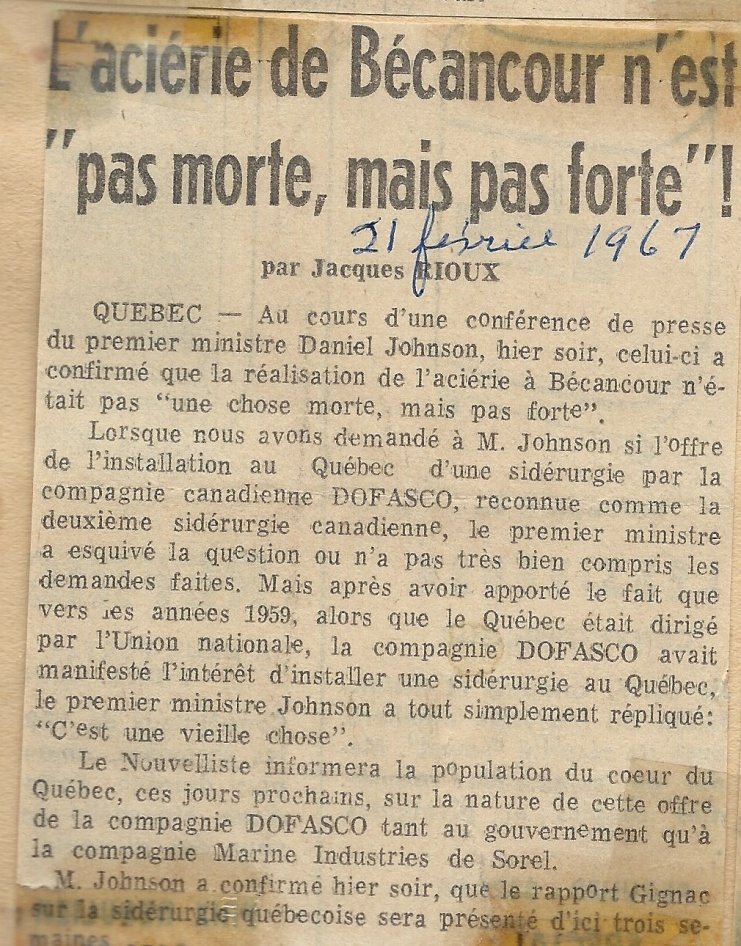 L'aciérie de Bécancour n'est
"pas morte, mais pas forte"!
21 février 1967
par Jacques RIOUX
QUEBEC — Au cours d'une conférence de presse
du premier ministre Daniel Johnson, hier soir, celui-ci a
confirmé que la réalisation de l'aciérie à Bécancour n'é-
tait pas "une chose morte, mais pas forte".
Lorsque nous avons demandé à M. Johnson si l'offre
de l'installation au Québec d'une sidérurgie par la
compagnie canadienne DOFASCO, reconnue comme la
deuxième sidérurgie canadienne, le premier ministre
a esquivé la question ou n'a pas très bien compris les
demandes faites. Mais après avoir apporté le fait que
vers les années 1959, alors que le Québec était dirigé
par l'Union nationale, la compagnie DOFASCO avait
manifesté l'intérêt d'installer une sidérurgie au Québec,
le premier ministre Johnson a tout simplement répliqué:
"C'est une vieille chose".
Le Nouvelliste informera la population du coeur du
Québec, ces jours prochains, sur la nature de cette offre
de la compagnie DOFASCO tant au gouvernement qu'à
la compagnie Marine Industries de Sorel.
M. Johnson a confirmé hier soir, que le rapport Gignac
sur la sidérurgie québecoise sera présenté d'ici trois se-
maines